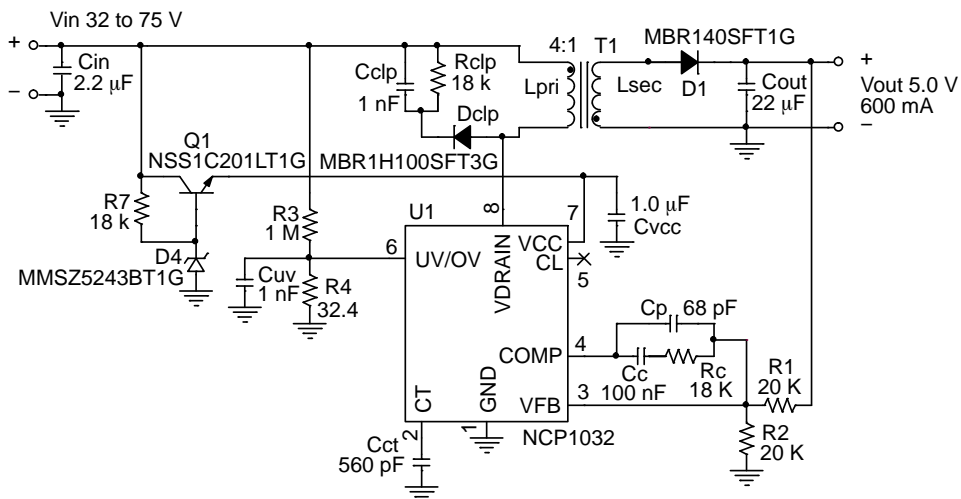 Vin 32 to 75 V
+
−
Cin
2.2 µF
Cclp
1 nF
Rclp
18 k
Dclp
MBR1H100SFT3G
4:1
T1
Lpri
Lsec
MBR140SFT1G
D1
Cout
22 µF
+
Vout 5.0 V
600 mA
−
Q1
NSS1C201LT1G
R7
18 k
D4
MMSZ5243BT1G
R3
1 M
Cuv
1 nF
R4
32.4
U1
8
7
6
UV/OV
VDRAIN
VCC
CL
5
1.0 µF
Cvcc
COMP
4
Cp
68 pF
Cc
100 nF
Rc
18 K
R1
20 K
CT
GND
VFB
3
2
1
NCP1032
R2
20 K
Cct
560 pF